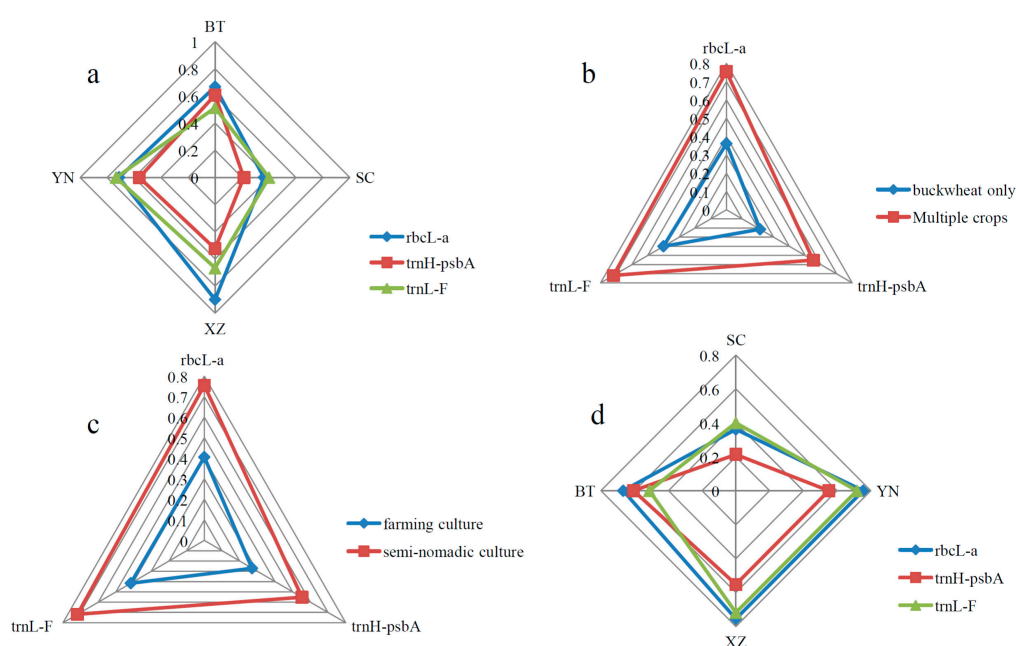 a
BT
1
0.8
0.6
0.4
0.2
0
YN
SC
XZ
rbcL-a
trnH-psbA
trnL-F
b
rbcL-a
0.8
0.7
0.6
0.5
0.4
0.3
0.2
0.1
0
trnL-F
trnH-psbA
buckwheat only
Multiple crops
c
rbcL-a
0.8
0.7
0.6
0.5
0.4
0.3
0.2
0.1
0
trnL-F
trnH-psbA
farming culture
semi-nomadic culture
d
SC
0.8
0.6
0.4
0.2
0
BT
YN
XZ
rbcL-a
trnH-psbA
trnL-F